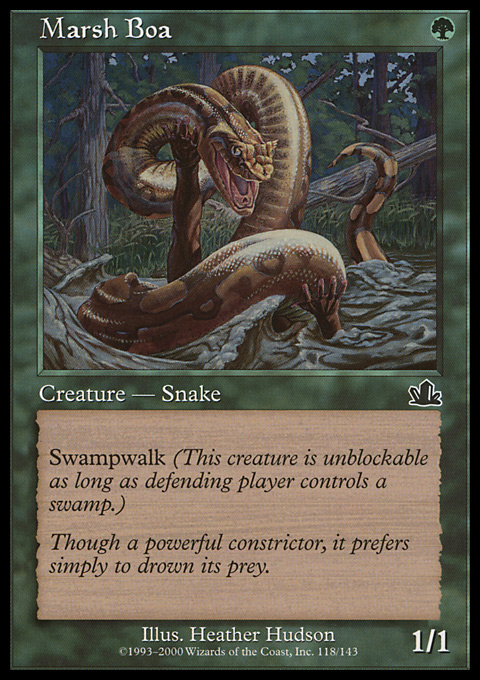 Marsh Boa
Creature — Snake
Swampwalk (This creature is unblockable
as long as defending player controls a
swamp.)
Though a powerful constrictor, it prefers
simply to drown its prey.
Illus. Heather Hudson
©1993–2000 Wizards of the Coast, Inc. 118/143
1/1